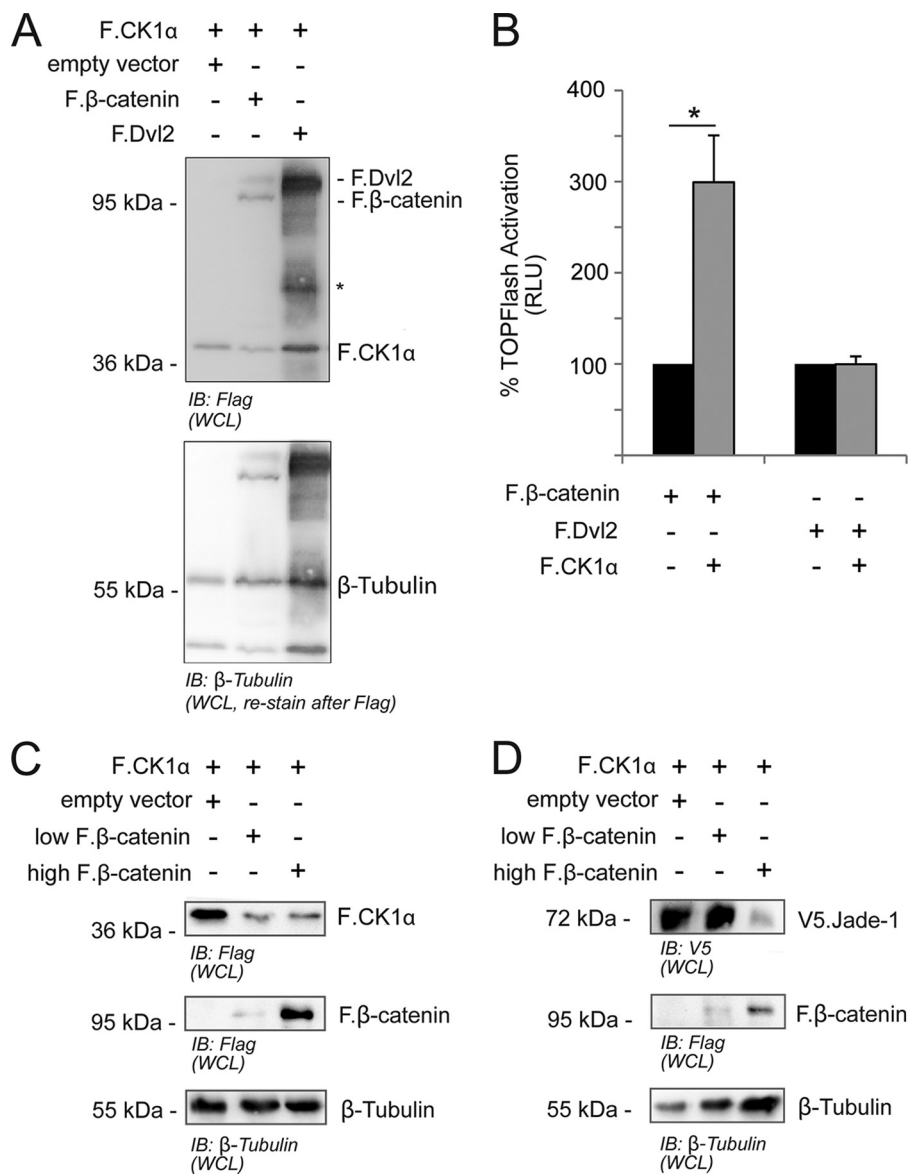 A
F.CK1α + + +
empty vector + - -
F.β-catenin - + -
F.Dvl2 - - +
- F.Dvl2
95 kDa - - F.β-catenin
*
F.CK1α
36 kDa -
IB: Flag
(WCL)
55 kDa - β-Tubulin
IB: β-Tubulin
(WCL, re-stain after Flag)
B
% TOPFlash Activation
(RLU)
400
300
200
100
*
F.β-catenin + + - -
F.Dvl2 - - + +
F.CK1α - + - +
C
F.CK1α + + +
empty vector + - -
low F.β-catenin - + -
high F.β-catenin - - +
F.CK1α
36 kDa -
IB: Flag
(WCL)
95 kDa - F.β-catenin
IB: Flag
(WCL)
55 kDa - β-Tubulin
IB: β-Tubulin
(WCL)
D
F.CK1α + + +
empty vector + - -
low F.β-catenin - + -
high F.β-catenin - - +
72 kDa - V5.Jade-1
IB: V5
(WCL)
95 kDa - F.β-catenin
IB: Flag
(WCL)
55 kDa - β-Tubulin
IB: β-Tubulin
(WCL)